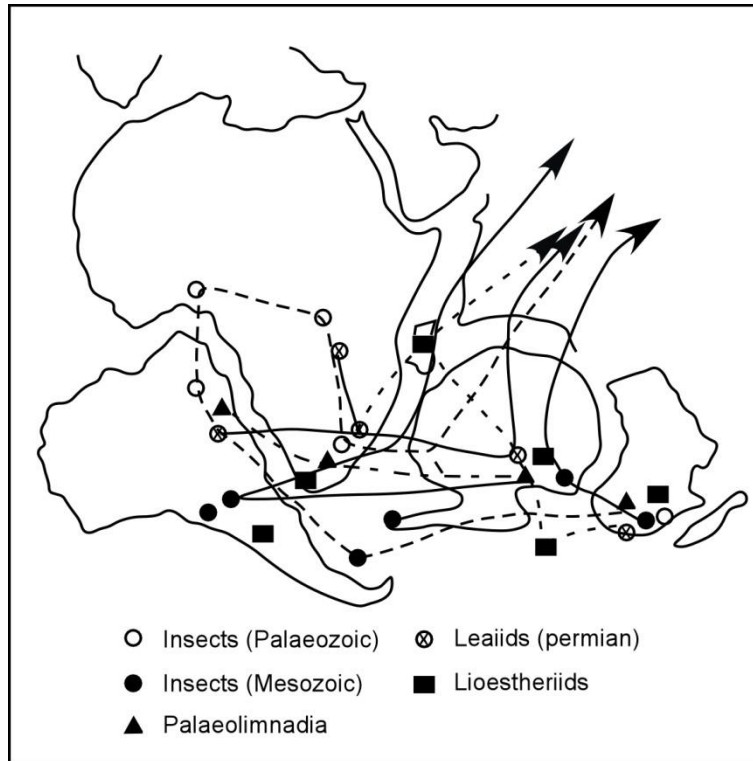 Insects (Palaeozoic)
Leaiids (permian)
Insects (Mesozoic)
Lioestheriids
Palaeolimnadia